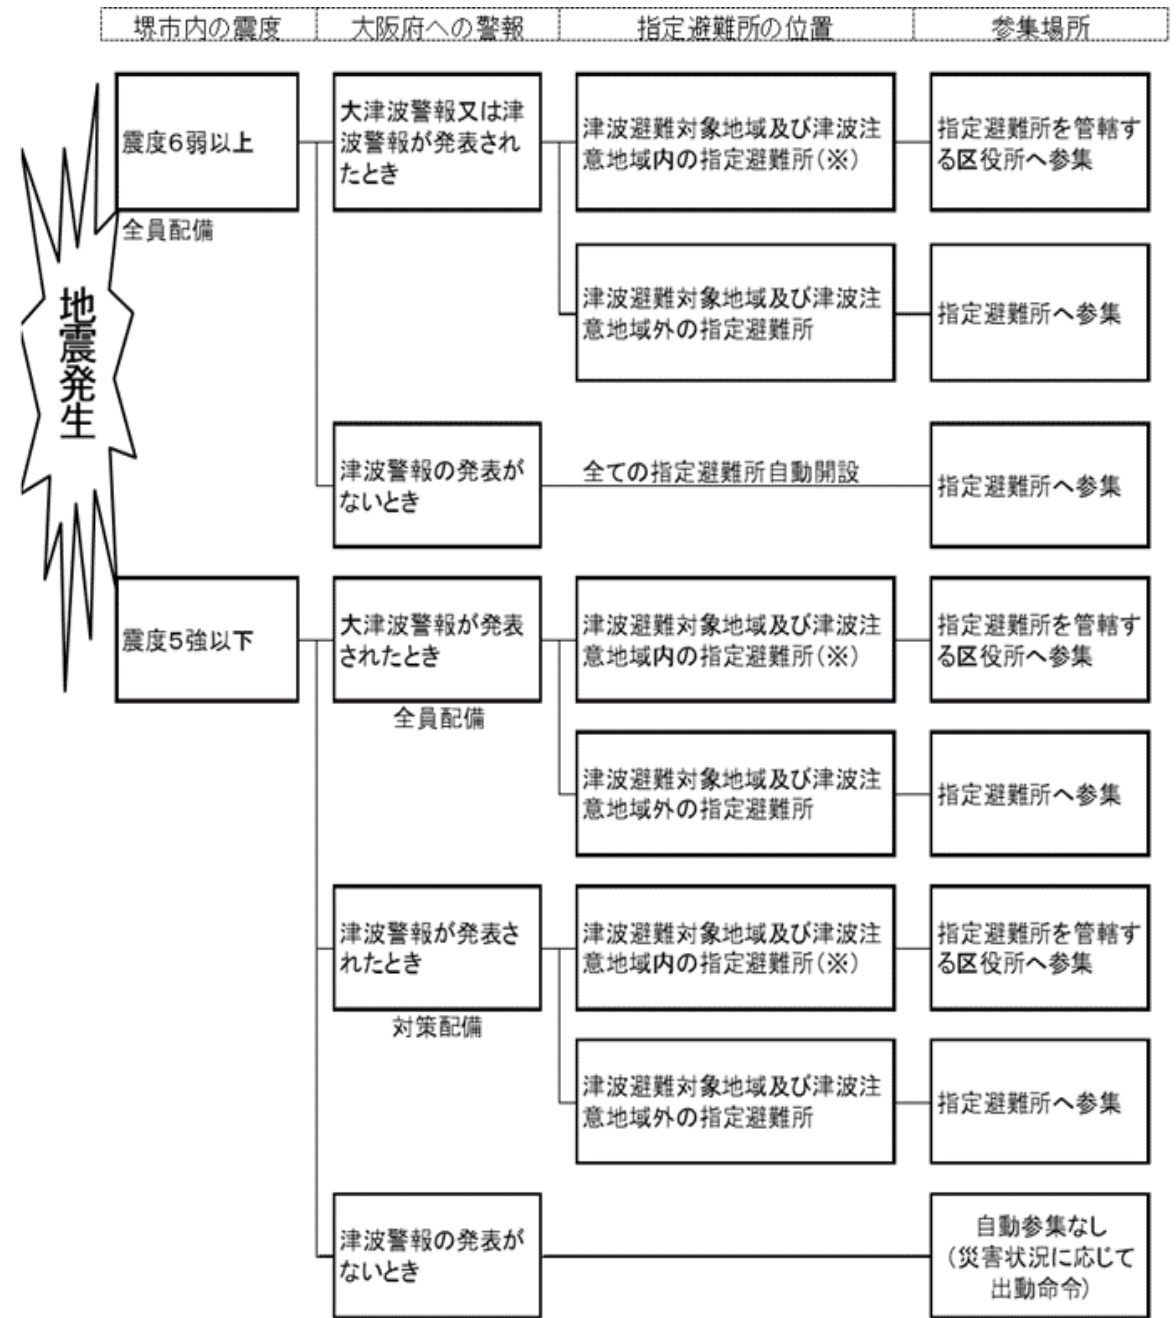 堺市内の震度
大阪府への警報
指定避難所の位置
参集場所
地震発生
震度6弱以上
全員配備
大津波警報又は津
波警報が発表され
たとき
津波避難対象地域及び津波注
意地域内の指定避難所(※)
指定避難所を管轄す
る区役所へ参集
津波避難対象地域及び津波注
意地域外の指定避難所
指定避難所へ参集
津波警報の発表が
ないとき
全ての指定避難所自動開設
指定避難所へ参集
震度5強以下
大津波警報が発表
されたとき
全員配備
津波避難対象地域及び津波注
意地域内の指定避難所(※)
指定避難所を管轄す
る区役所へ参集
津波避難対象地域及び津波注
意地域外の指定避難所
指定避難所へ参集
津波警報が発表さ
れたとき
対策配備
津波避難対象地域及び津波注
意地域内の指定避難所(※)
指定避難所を管轄す
る区役所へ参集
津波避難対象地域及び津波注
意地域外の指定避難所
指定避難所へ参集
津波警報の発表が
ないとき
自動参集なし
(災害状況に応じて
出動命令)